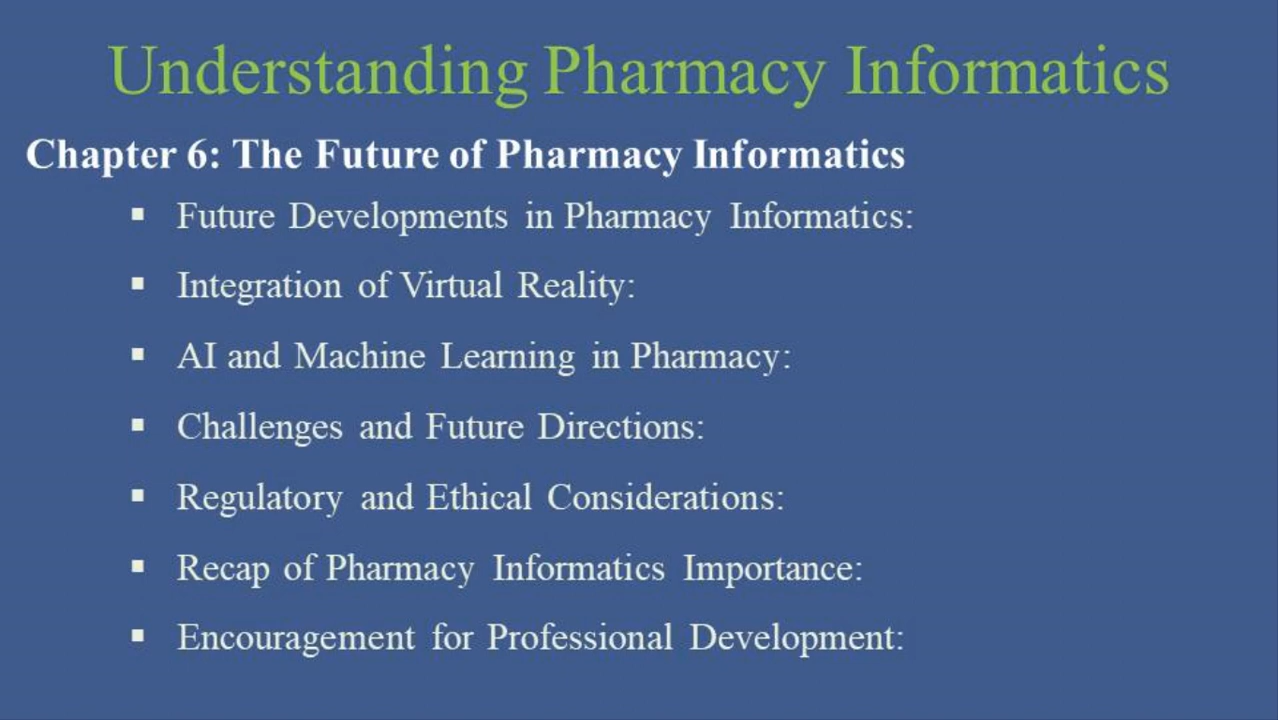 Understanding Pharmacy Informatics
Chapter 6: The Future of Pharmacy Informatics
▪ Future Developments in Pharmacy Informatics:
▪ Integration of Virtual Reality:
▪ AI and Machine Learning in Pharmacy:
▪ Challenges and Future Directions:
▪ Regulatory and Ethical Considerations:
▪ Recap of Pharmacy Informatics Importance:
▪ Encouragement for Professional Development: